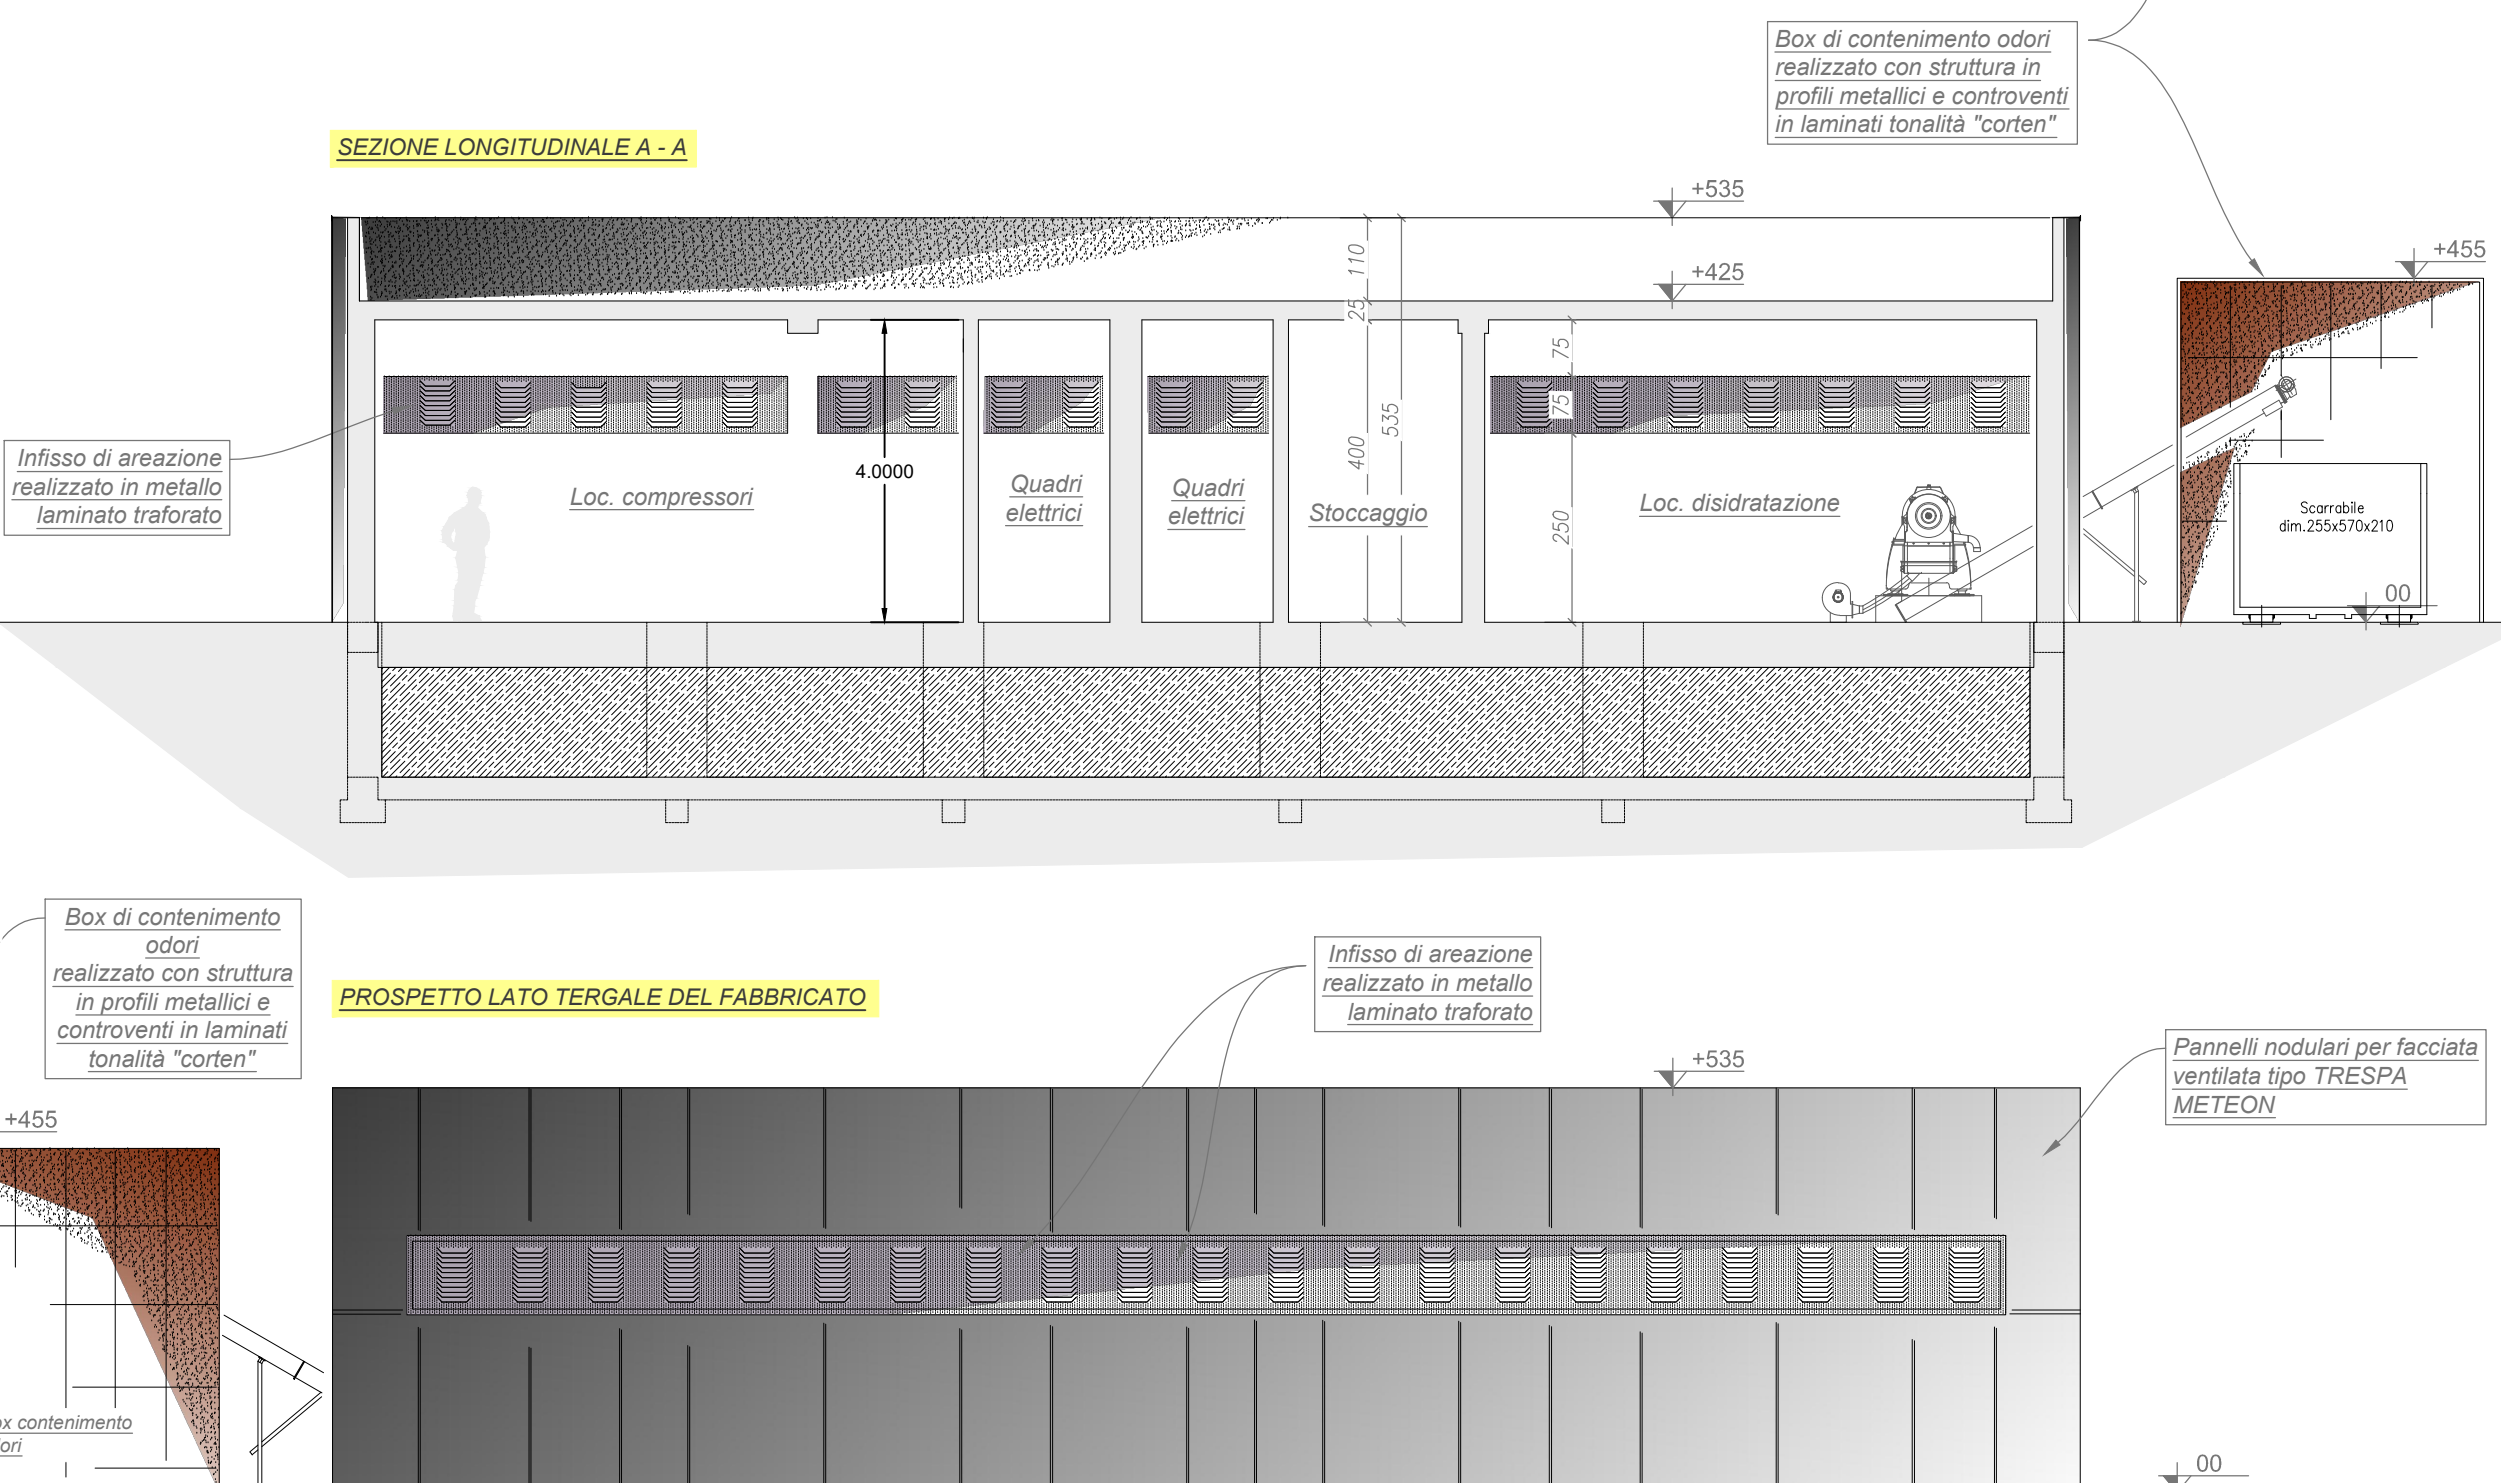 Box di contenimento odori
realizzato con struttura in
profili metallici e controventi
in laminati tonalità "corten"
SEZIONE LONGITUDINALE A - A
+535
+455
+425
110
25
75
75
535
400
250
4.0000
Infisso di areazione
realizzato in metallo
laminato traforato
Loc. compressori
Quadri
elettrici
Quadri
elettrici
Stoccaggio
Loc. disidratazione
Scarrabile
dim.255x570x210
00
Box di contenimento
odori
realizzato con struttura
in profili metallici e
controventi in laminati
tonalità "corten"
PROSPETTO LATO TERGALE DEL FABBRICATO
Infisso di areazione
realizzato in metallo
laminato traforato
+535
Pannelli nodulari per facciata
ventilata tipo TRESPA
METEON
+455
contenimento
00